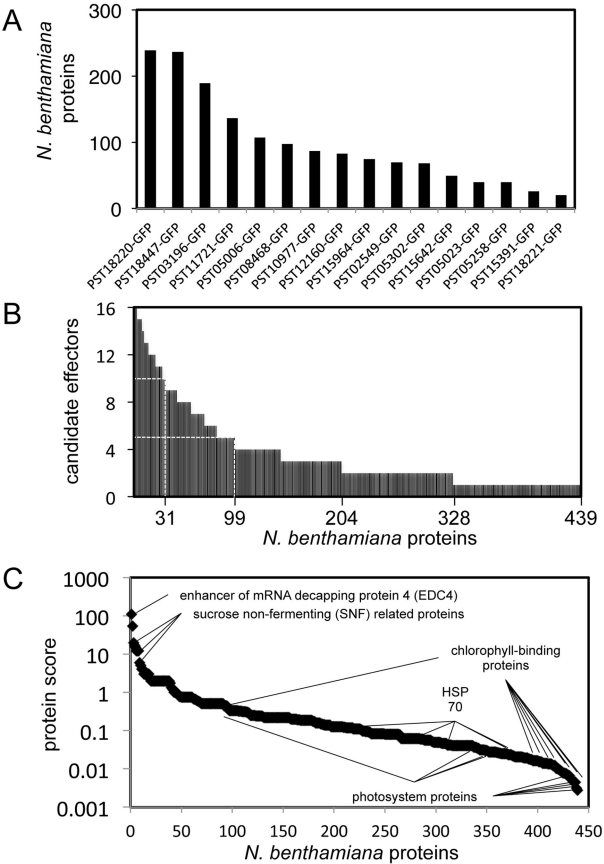 A
N. benthamiana
proteins
300
200
100
0
PST18220-GFP
PST18447-GFP
PST03196-GFP
PST11721-GFP
PST05006-GFP
PST08468-GFP
PST10977-GFP
PST12160-GFP
PST15964-GFP
PST02549-GFP
PST05302-GFP
PST15642-GFP
PST05023-GFP
PST05258-GFP
PST15391-GFP
PST18221-GFP
B
candidate effectors
16
12
8
4
0
31 99 204 328 439
N. benthamiana proteins
C
protein score
1000
100
10
1
0.1
0.01
0.001
enhancer of mRNA decapping protein 4 (EDC4)
sucrose non-fermenting (SNF) related proteins
chlorophyll-binding
proteins
HSP
70
photosystem proteins
0 50 100 150 200 250 300 350 400 450
N. benthamiana proteins